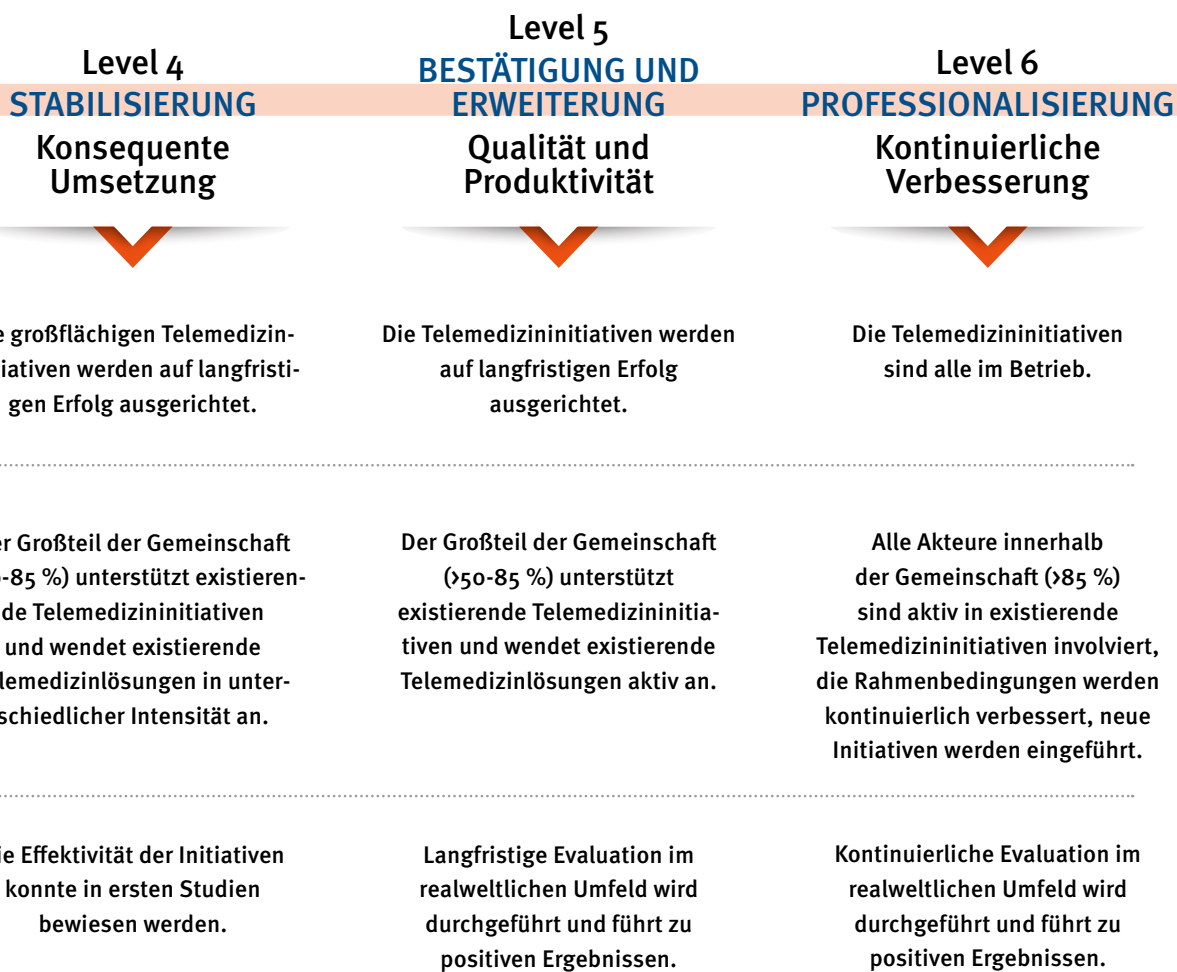 Level 4
STABILISIERUNG
Konsequente
Umsetzung
Level 5
BESTÄTIGUNG UND
ERWEITERUNG
Qualität und
Produktivität
Level 6
PROFESSIONALISIERUNG
Kontinuierliche
Verbesserung
großflächigen Telemedizin-
werden auf langfristi-
gen Erfolg ausgerichtet.
Die Telemedizininitiativen werden
auf langfristigen Erfolg
ausgerichtet.
Die Telemedizininitiativen
sind alle im Betrieb.
Großteil der Gemeinschaft
-85 %) unterstützt existieren-
de Telemedizininitiativen
und wendet existierende
lemedizinlösungen in unter-
schiedlicher Intensität an.
Der Großteil der Gemeinschaft
(>50-85 %) unterstützt
existierende Telemedizininitia-
tiven und wendet existierende
Telemedizinlösungen aktiv an.
Alle Akteure innerhalb
der Gemeinschaft (>85 %)
sind aktiv in existierende
Telemedizininitiativen involviert,
die Rahmenbedingungen werden
kontinuierlich verbessert, neue
Initiativen werden eingeführt.
ie Effektivität der Initiativen
konnte in ersten Studien
bewiesen werden.
Langfristige Evaluation im
realweltlichen Umfeld wird
durchgeführt und führt zu
positiven Ergebnissen.
Kontinuierliche Evaluation im
realweltlichen Umfeld wird
durchgeführt und führt zu
positiven Ergebnissen.